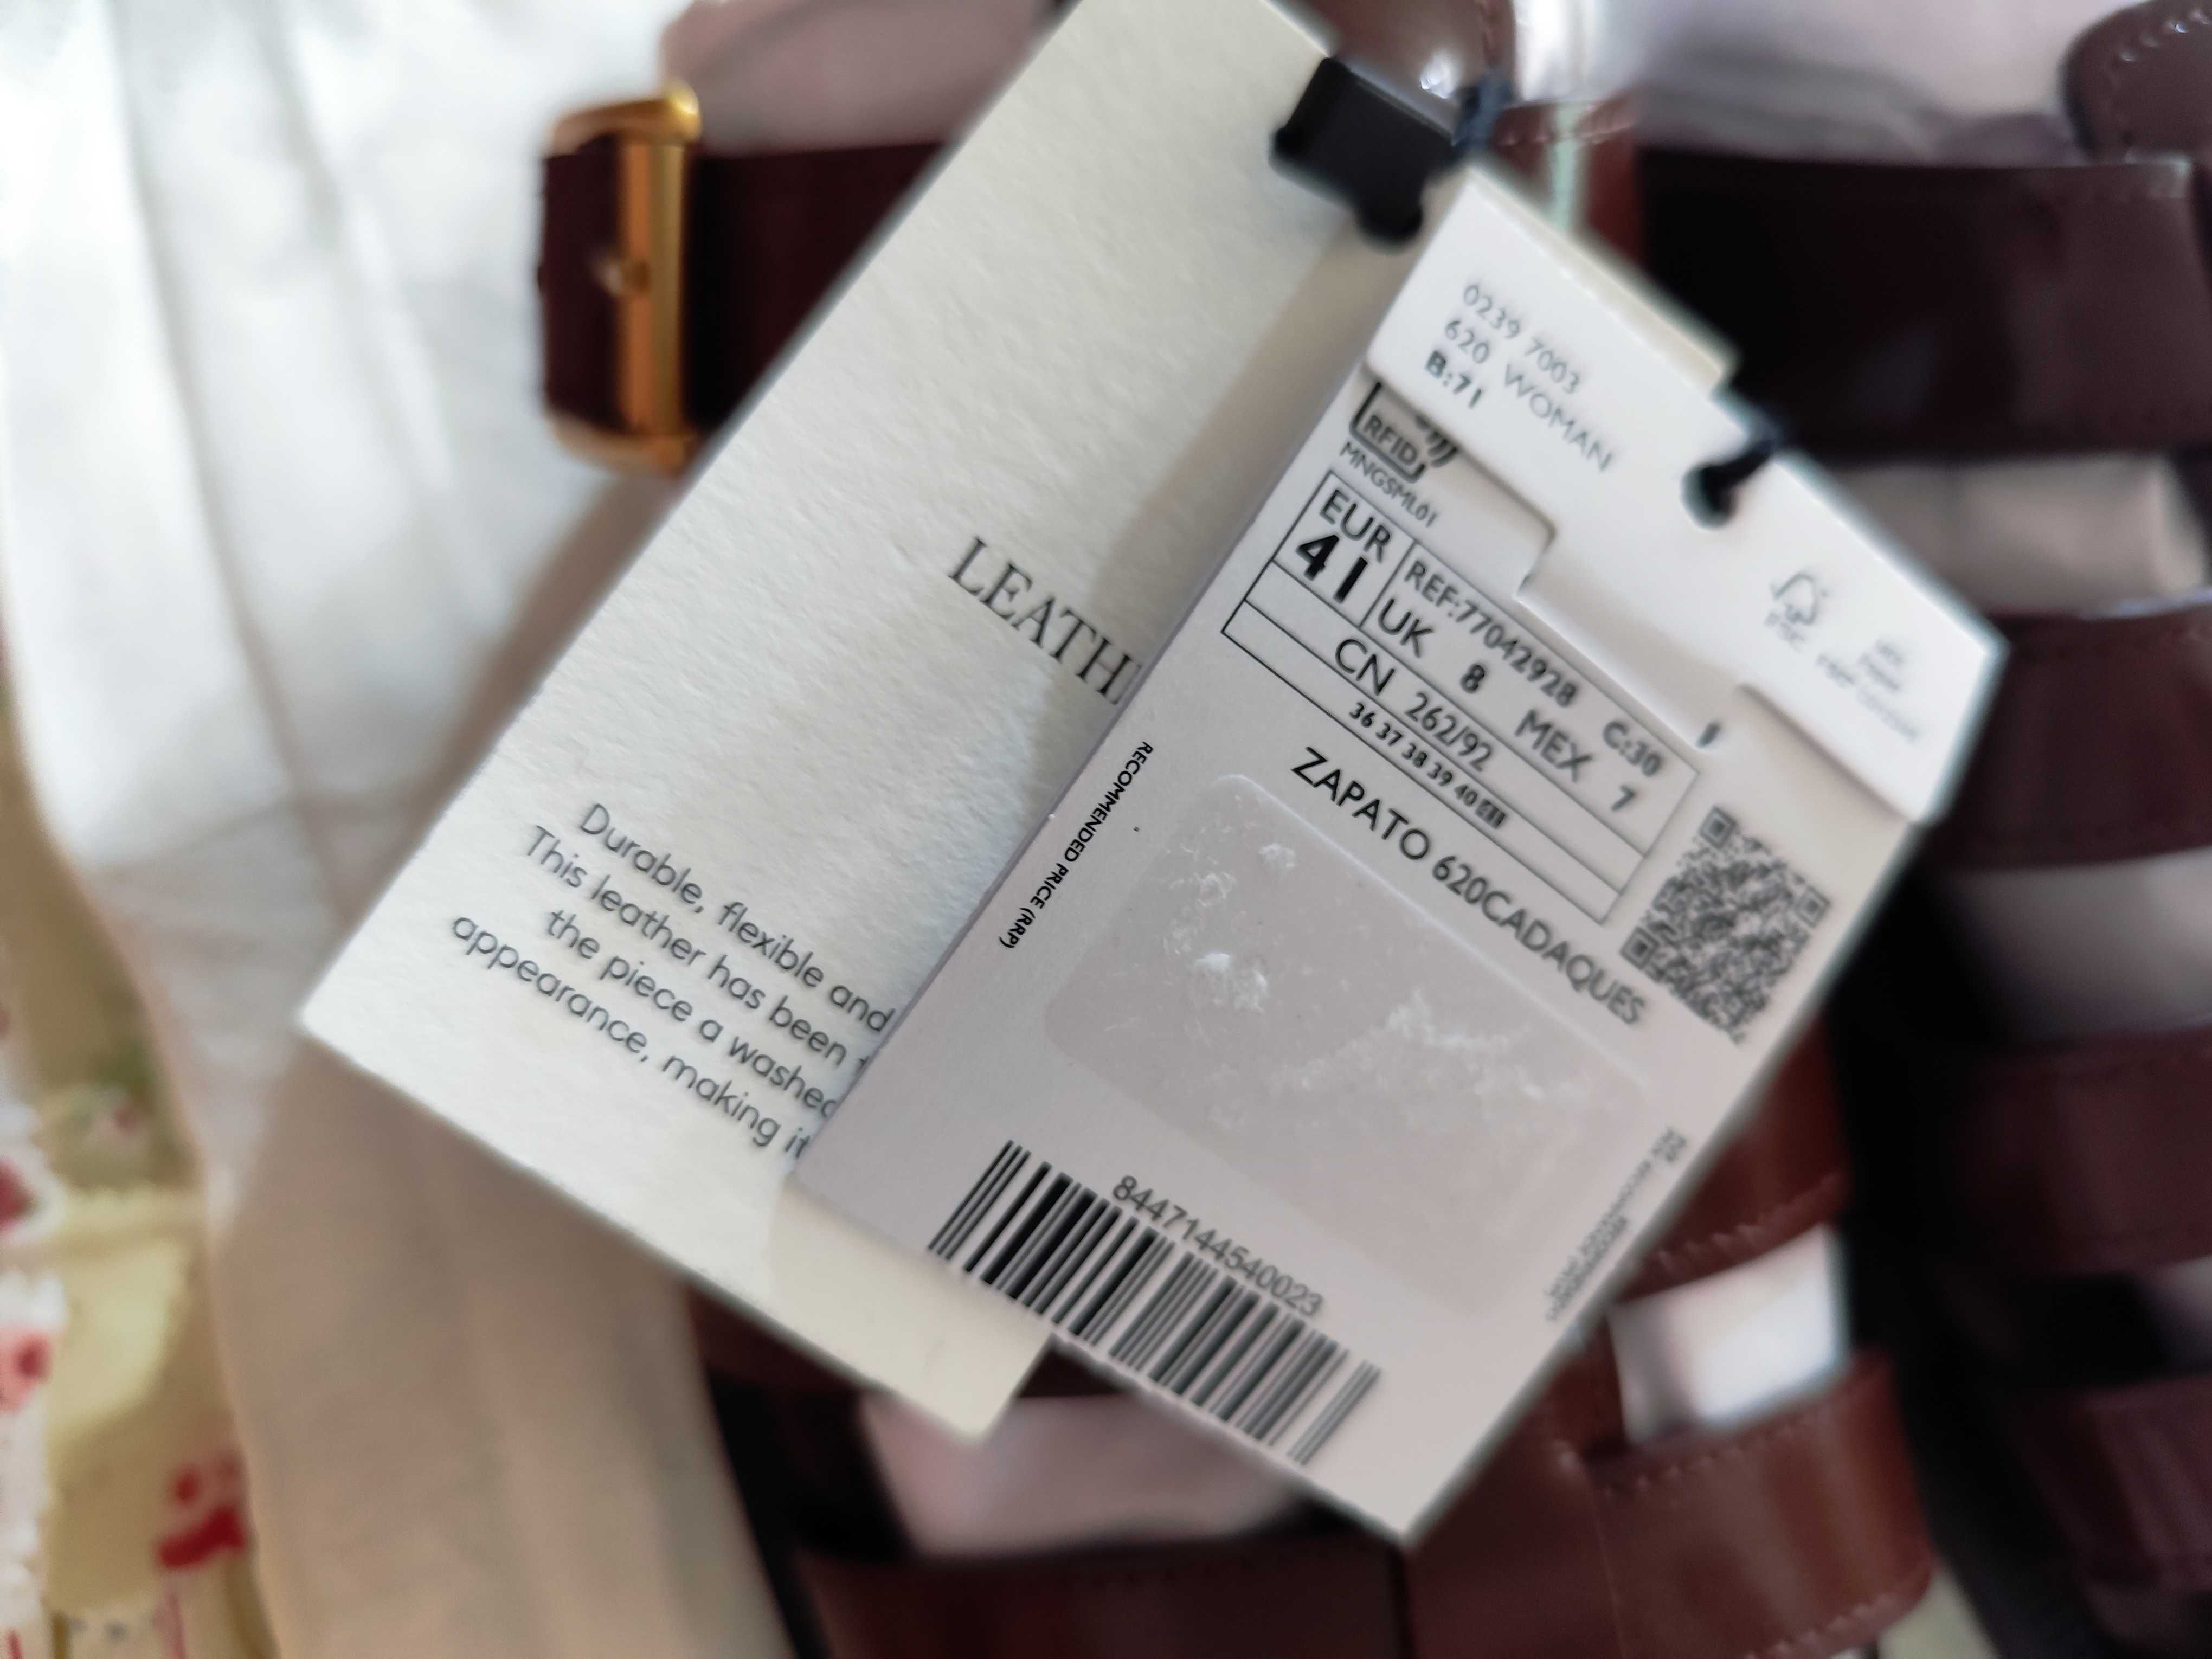 LEATH
Durable, flexible and
This leather has been
the piece a washed
appearance, making it
0239 7003
620 WOMAN
B:71
RFID
MNGSML01
EUR
41
REF:77042928 C:30
UK 8 MEX 7
CN 262/92
36 37 38 39 40
ZAPATO 620CADAQUES
RECOMMENDED PRICE (RRP)
8447144540023
FSC